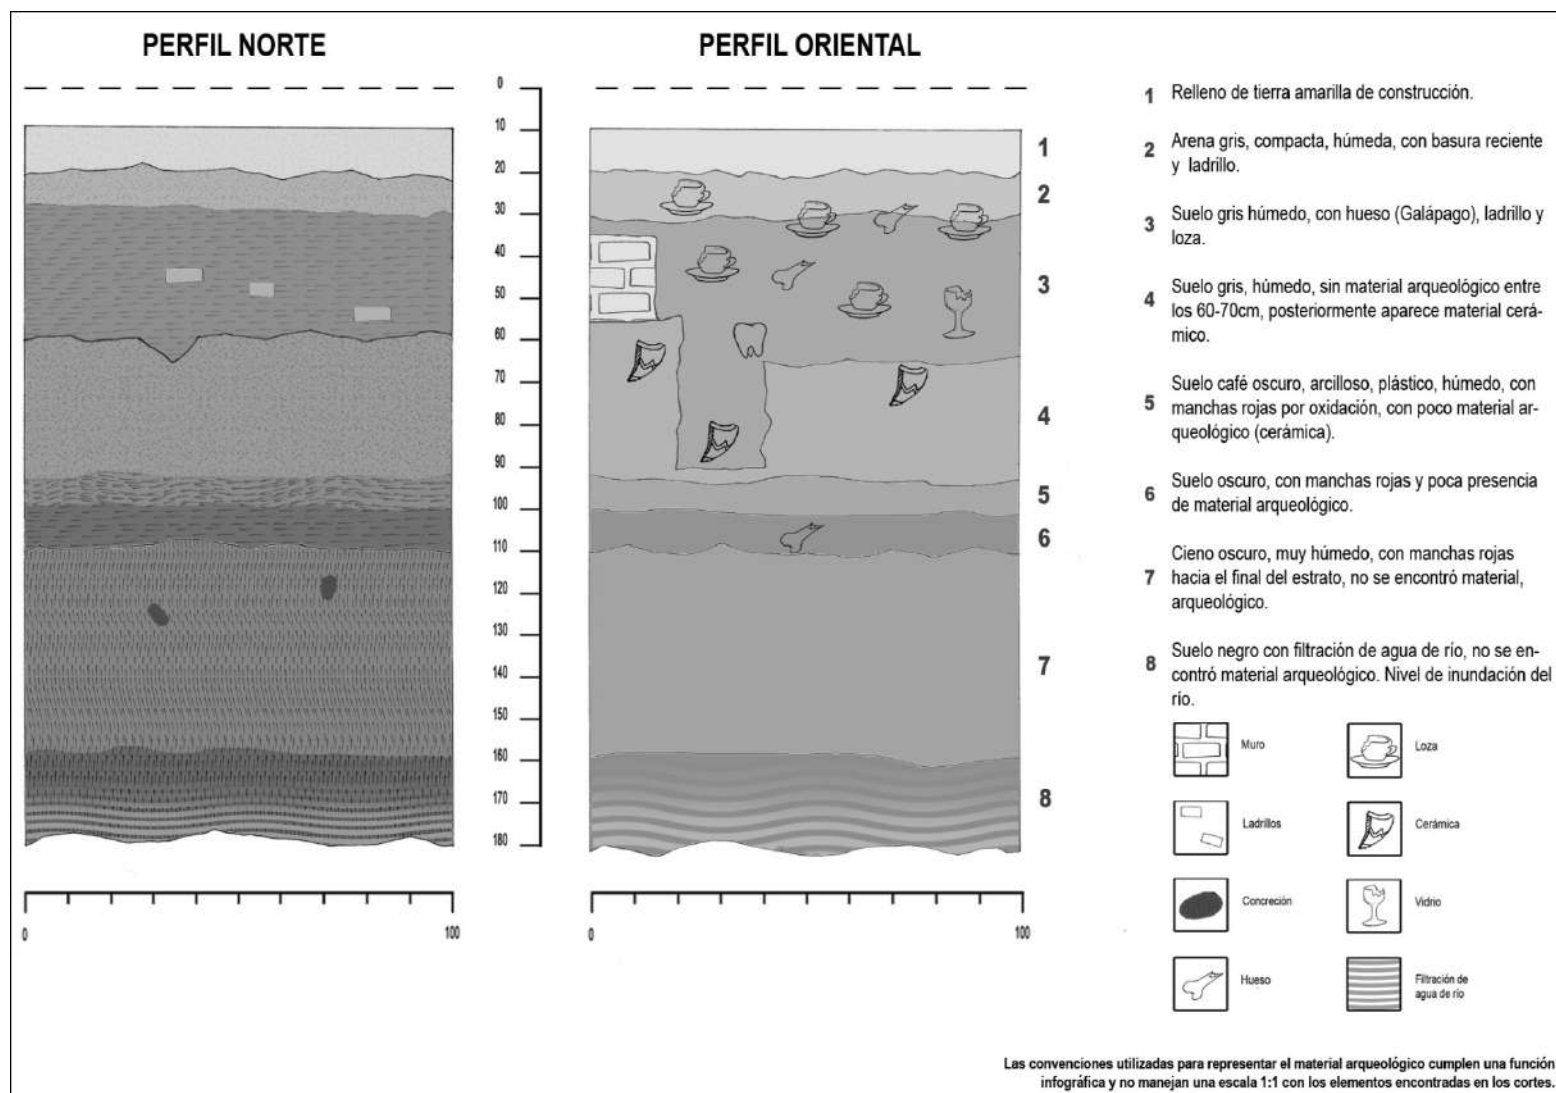 PERFIL NORTE
PERFIL ORIENTAL
0
10
20
30
40
50
60
70
80
90
100
110
120
130
140
150
160
170
180
0
100
1
2
3
4
5
6
7
8
0
100
1 Relleno de tierra amarilla de construcción.
2 Arena gris, compacta, húmeda, con basura reciente
y ladrillo.
3 Suelo gris húmedo, con hueso (Galápago), ladrillo y
loza.
4 Suelo gris, húmedo, sin material arqueológico entre
los 60-70cm, posteriormente aparece material cerá-
mico.
5 Suelo café oscuro, arcilloso, plástico, húmedo, con
manchas rojas por oxidación, con poco material ar-
queológico (cerámica).
6 Suelo oscuro, con manchas rojas y poca presencia
de material arqueológico.
7 Cieno oscuro, muy húmedo, con manchas rojas
hacia el final del estrato, no se encontró material,
arqueológico.
8 Suelo negro con filtración de agua de río, no se en-
contró material arqueológico. Nivel de inundación del
río.
Muro
Loza
Ladrillos
Cerámica
Concreción
Vidrio
Hueso
Filtración de
agua de río
Las convenciones utilizadas para representar el material arqueológico cumplen una función
infográfica y no manejan una escala 1:1 con los elementos encontradas en los cortes.